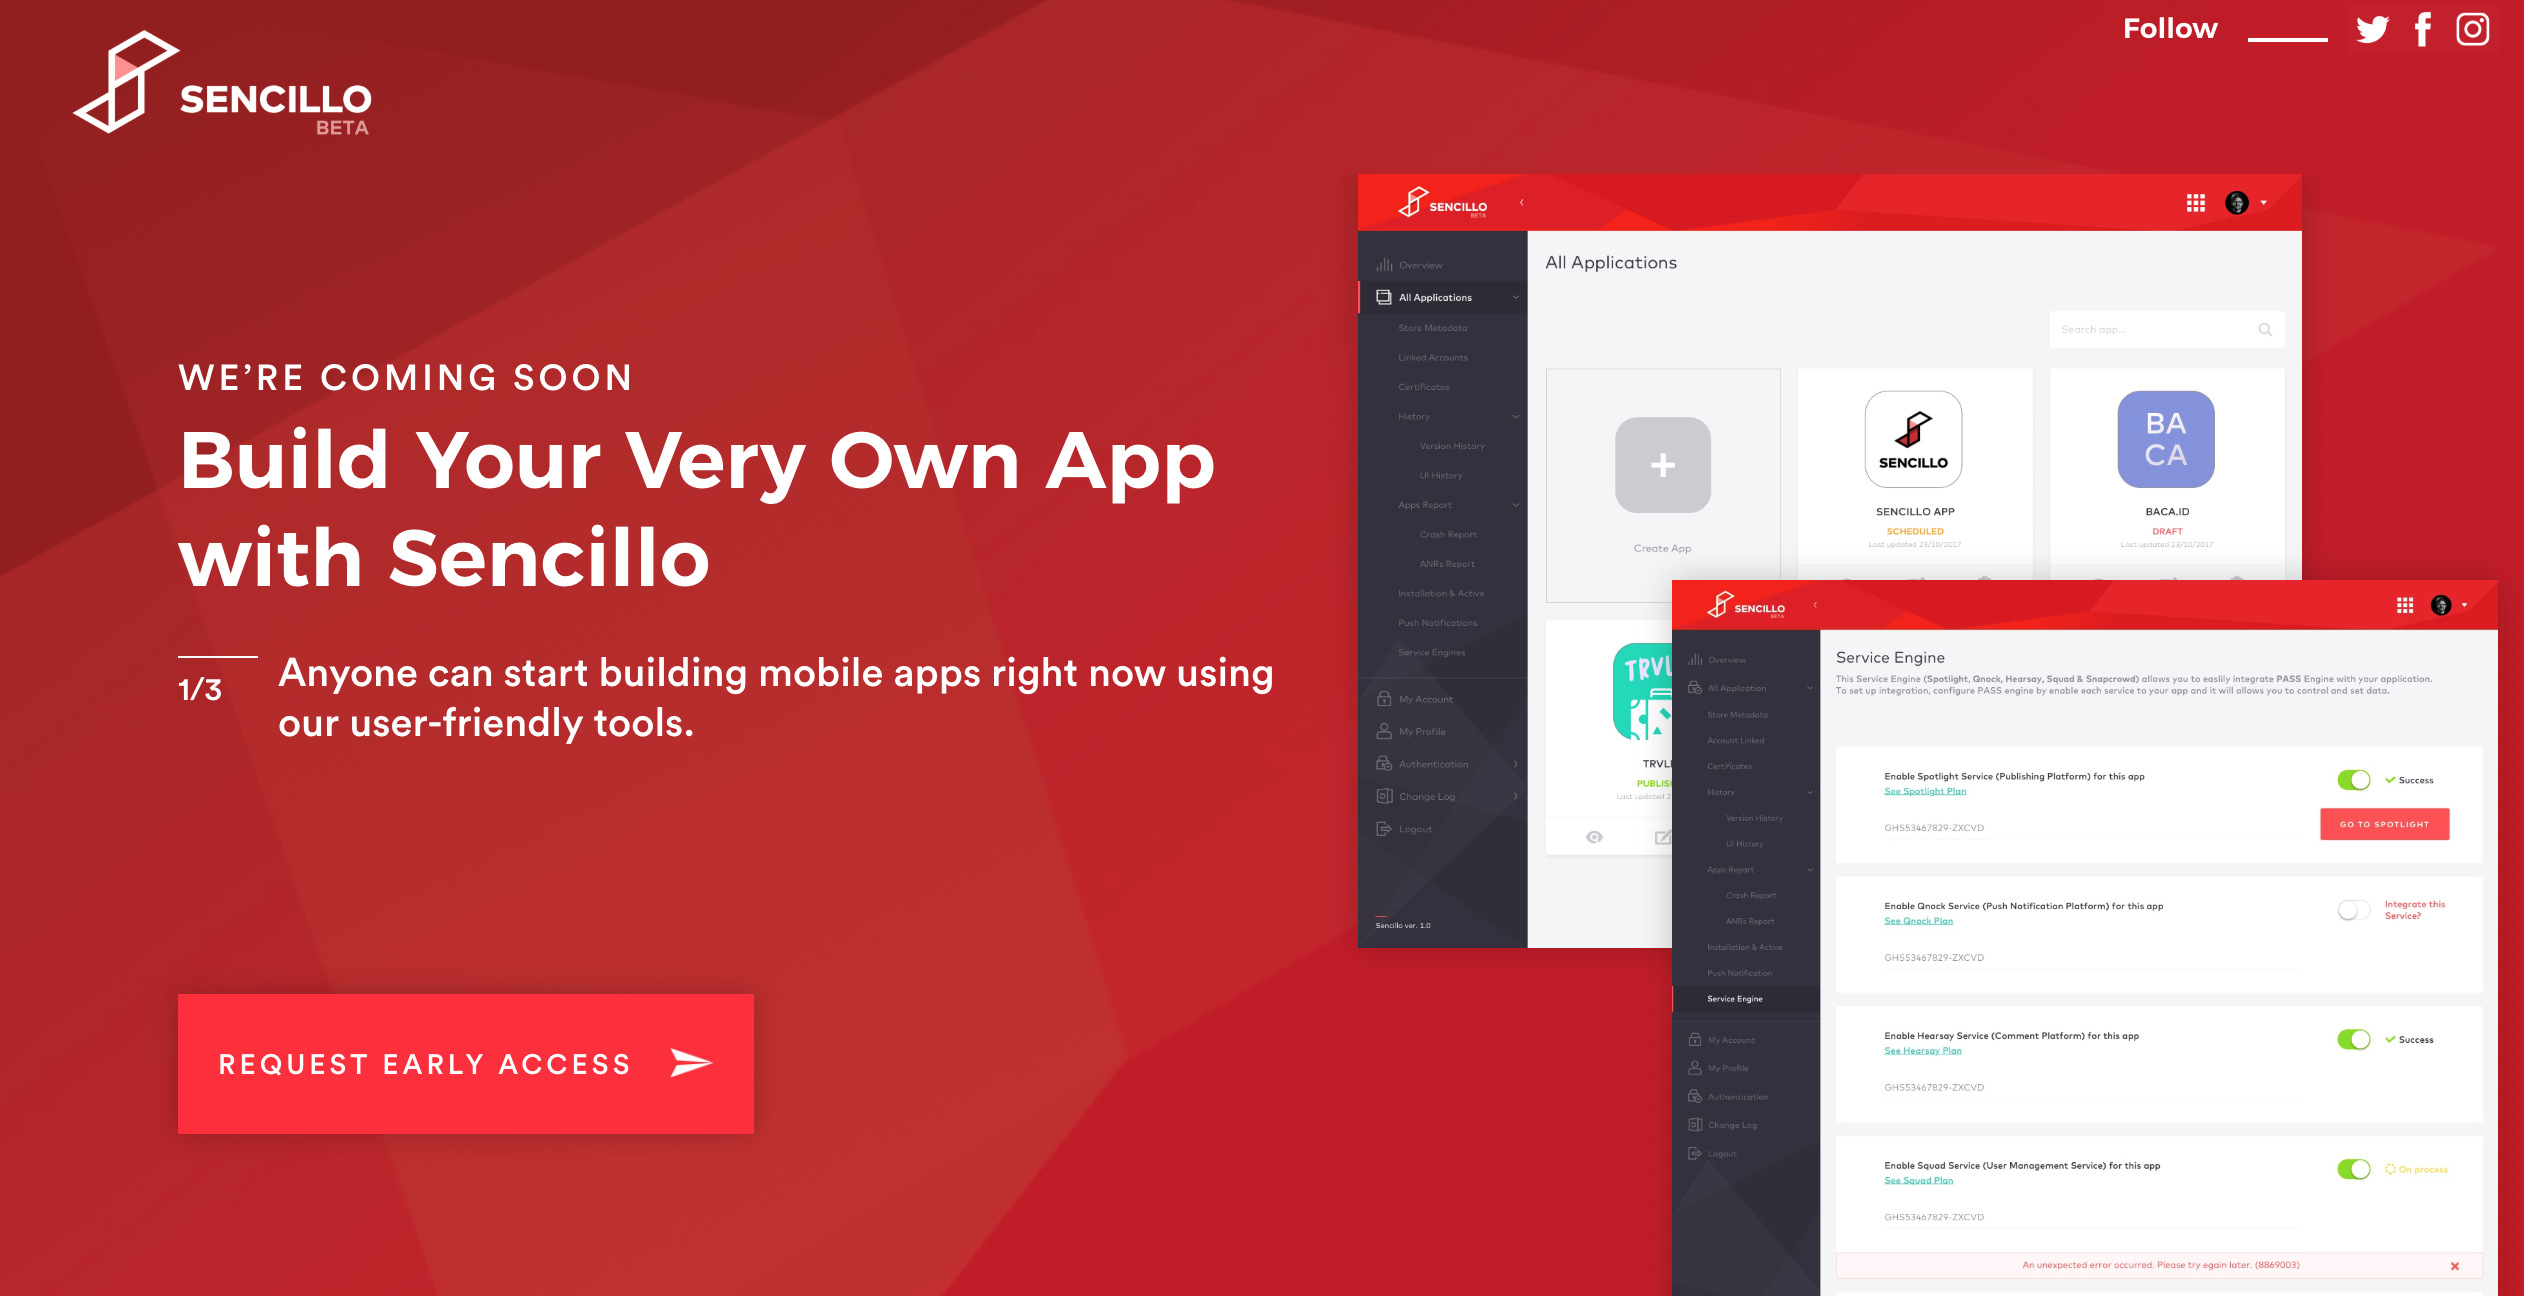 Follow
SENCILLO
BETA
WE'RE COMING SOON
Build Your Very Own App
with Sencillo
1/3
Anyone can start building mobile apps right now using
our user-friendly tools.
REQUEST EARLY ACCESS
SENCILLO
BETA
Overview
All Applications
Store Metadata
Linked Accounts
Certificates
History
Version History
UI History
Apps Report
Crash Report
ANRs Report
Installation & Active
Push Notifications
Service Engines
My Account
My Profile
Authentication
Change Log
Logout
Sencillo ver. 1.0
All Applications
Search app...
Create App
SENCILLO
SENCILLO APP
SCHEDULED
Last updated 23/10/2017
BA
CA
BACA.ID
DRAFT
Last updated 23/10/2017
TRVL
TRVL
PUBLIS
Last updated 2
SENCILLO
BETA
Overview
All Application
Store Metadata
Account Linked
Certificates
History
Version History
UI History
Apps Report
Crash Report
ANRs Report
Installation & Active
Push Notification
Service Engine
My Account
My Profile
Authentication
Change Log
Logout
Service Engine
This Service Engine (Spotlight, Qnock, Hearsay, Squad & Snapcrowd) allows you to easlily integrate PASS Engine with your application.
To set up integration, configure PASS engine by enable each service to your app and it will allows you to control and set data.
Enable Spotlight Service (Publishing Platform) for this app
See Spotlight Plan
GHS53467829-ZXCVD
Success
GO TO SPOTLIGHT
Enable Qnock Service (Push Notification Platform) for this app
See Qnock Plan
GHS53467829-ZXCVD
Integrate this
Service?
Enable Hearsay Service (Comment Platform) for this app
See Hearsay Plan
GHS53467829-ZXCVD
Success
Enable Squad Service (User Management Service) for this app
See Squad Plan
GHS53467829-ZXCVD
On process
An unexpected error occurred. Please try egain later. (8869003)